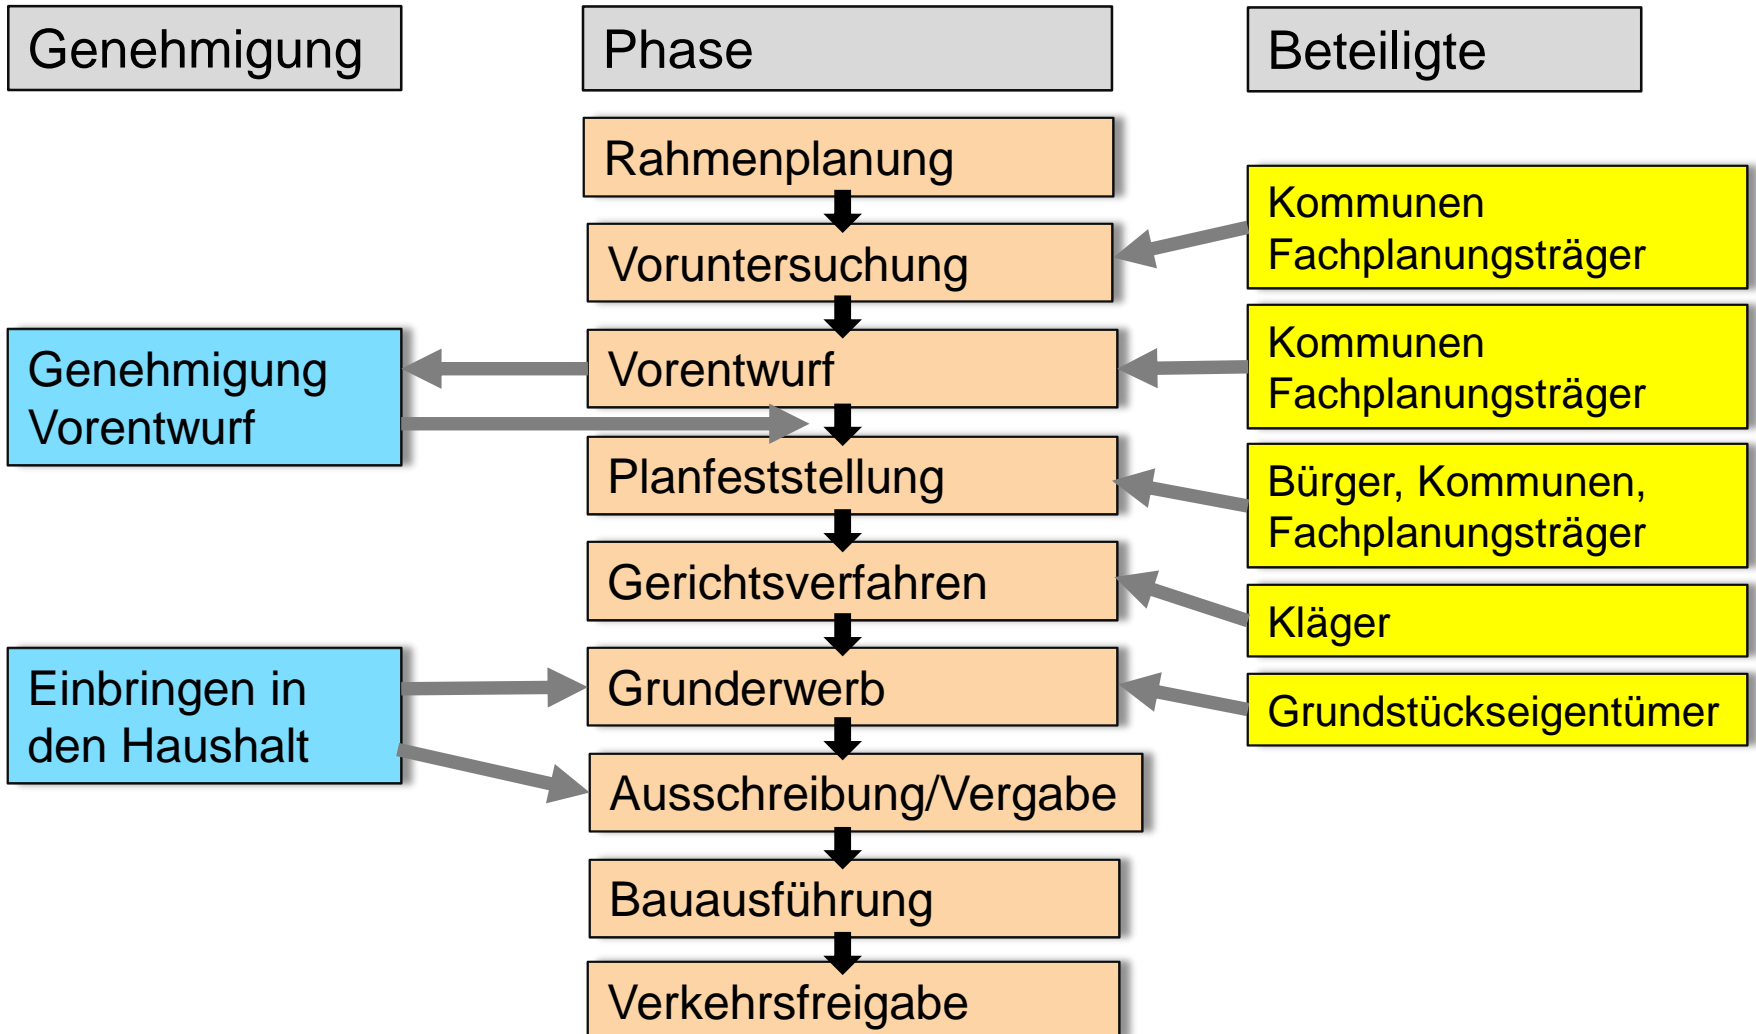 Genehmigung
Phase
Beteiligte
Rahmenplanung
Kommunen
Fachplanungsträger
Voruntersuchung
Genehmigung
Vorentwurf
Vorentwurf
Kommunen
Fachplanungsträger
Planfeststellung
Bürger, Kommunen,
Fachplanungsträger
Gerichtsverfahren
Kläger
Einbringen in
den Haushalt
Grunderwerb
Grundstückseigentümer
Ausschreibung/Vergabe
Bauausführung
Verkehrsfreigabe